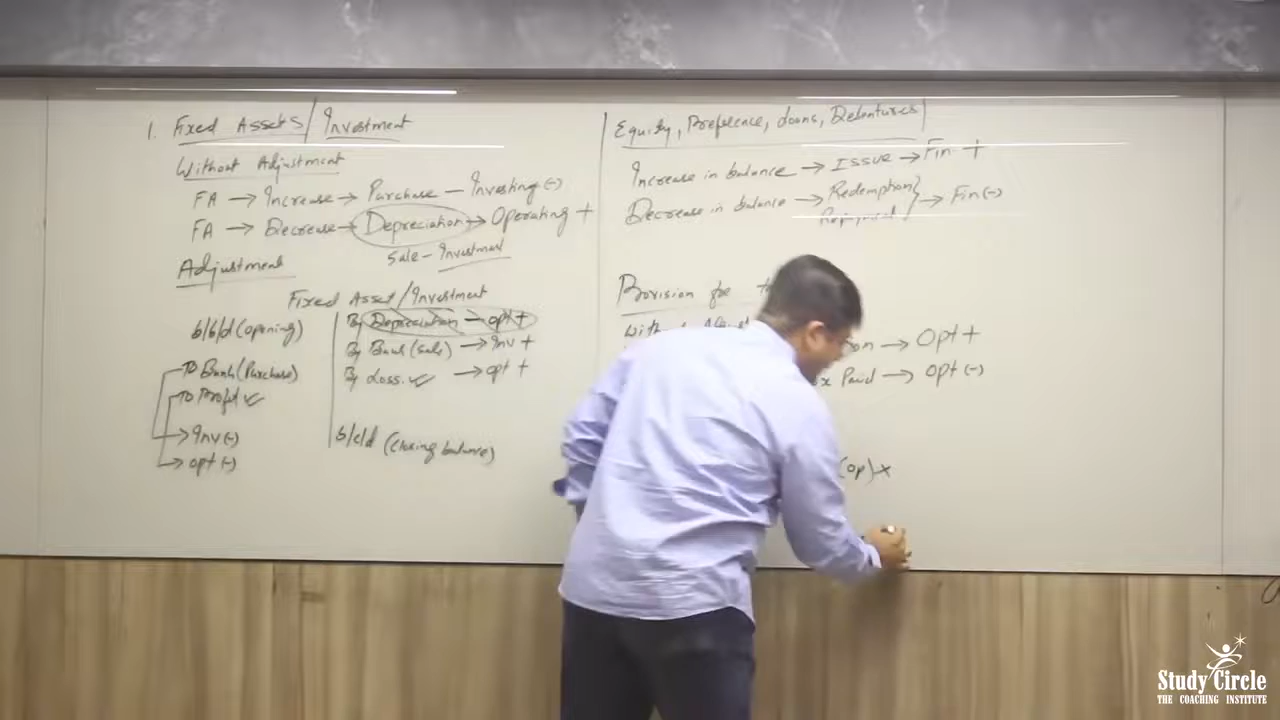 1. Fixed Assets/Investment
Without Adjustment
FA → Increase → Purchase — Investing (-)
FA → Decrease → Depreciation → Operating +
Sale - Investment
Adjustment
Fixed Asset/Investment
b/b/d (opening)
To Bank (Purchase)
To Profit ✓
→ Inv (-)
→ opt (-)
By Depreciation - opt +
By Bank (sale) → Inv +
By Loss. ✓ → opt +
b/c/d (Closing balance)
Equity, Preference, Loans, Debentures
Increase in balance → Issue → Fin +
Decrease in balance → Redemption → Fin (-)
Repayment
Provision for
→ Opt +
Paid → opt (-)
(op) x
Study Circle
THE COACHING INSTITUTE